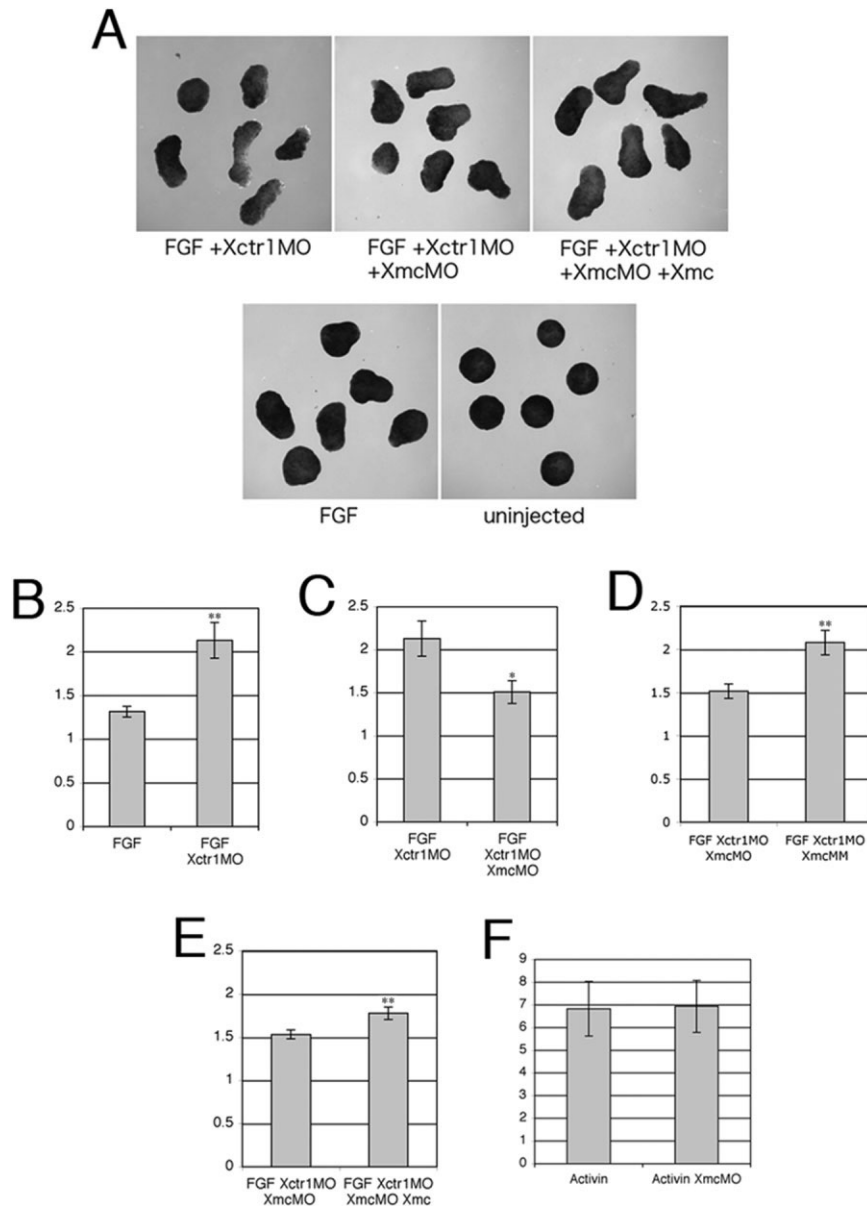 A
FGF +Xctr1MO
FGF +Xctr1MO
+XmcMO
FGF +Xctr1MO
+XmcMO +Xmc
FGF
uninjected
B
2.5
2
1.5
1
0.5
0
**
FGF
FGF
Xctr1MO
C
2.5
2
1.5
1
0.5
0
*
FGF
Xctr1MO
FGF
Xctr1MO
XmcMO
D
2.5
2
1.5
1
0.5
0
**
FGF Xctr1MO
XmcMO
FGF Xctr1MO
XmcMM
E
2.5
2
1.5
1
0.5
0
**
FGF Xctr1MO
XmcMO
FGF Xctr1MO
XmcMO Xmc
F
9
8
7
6
5
4
3
2
1
0
Activin
Activin XmcMO